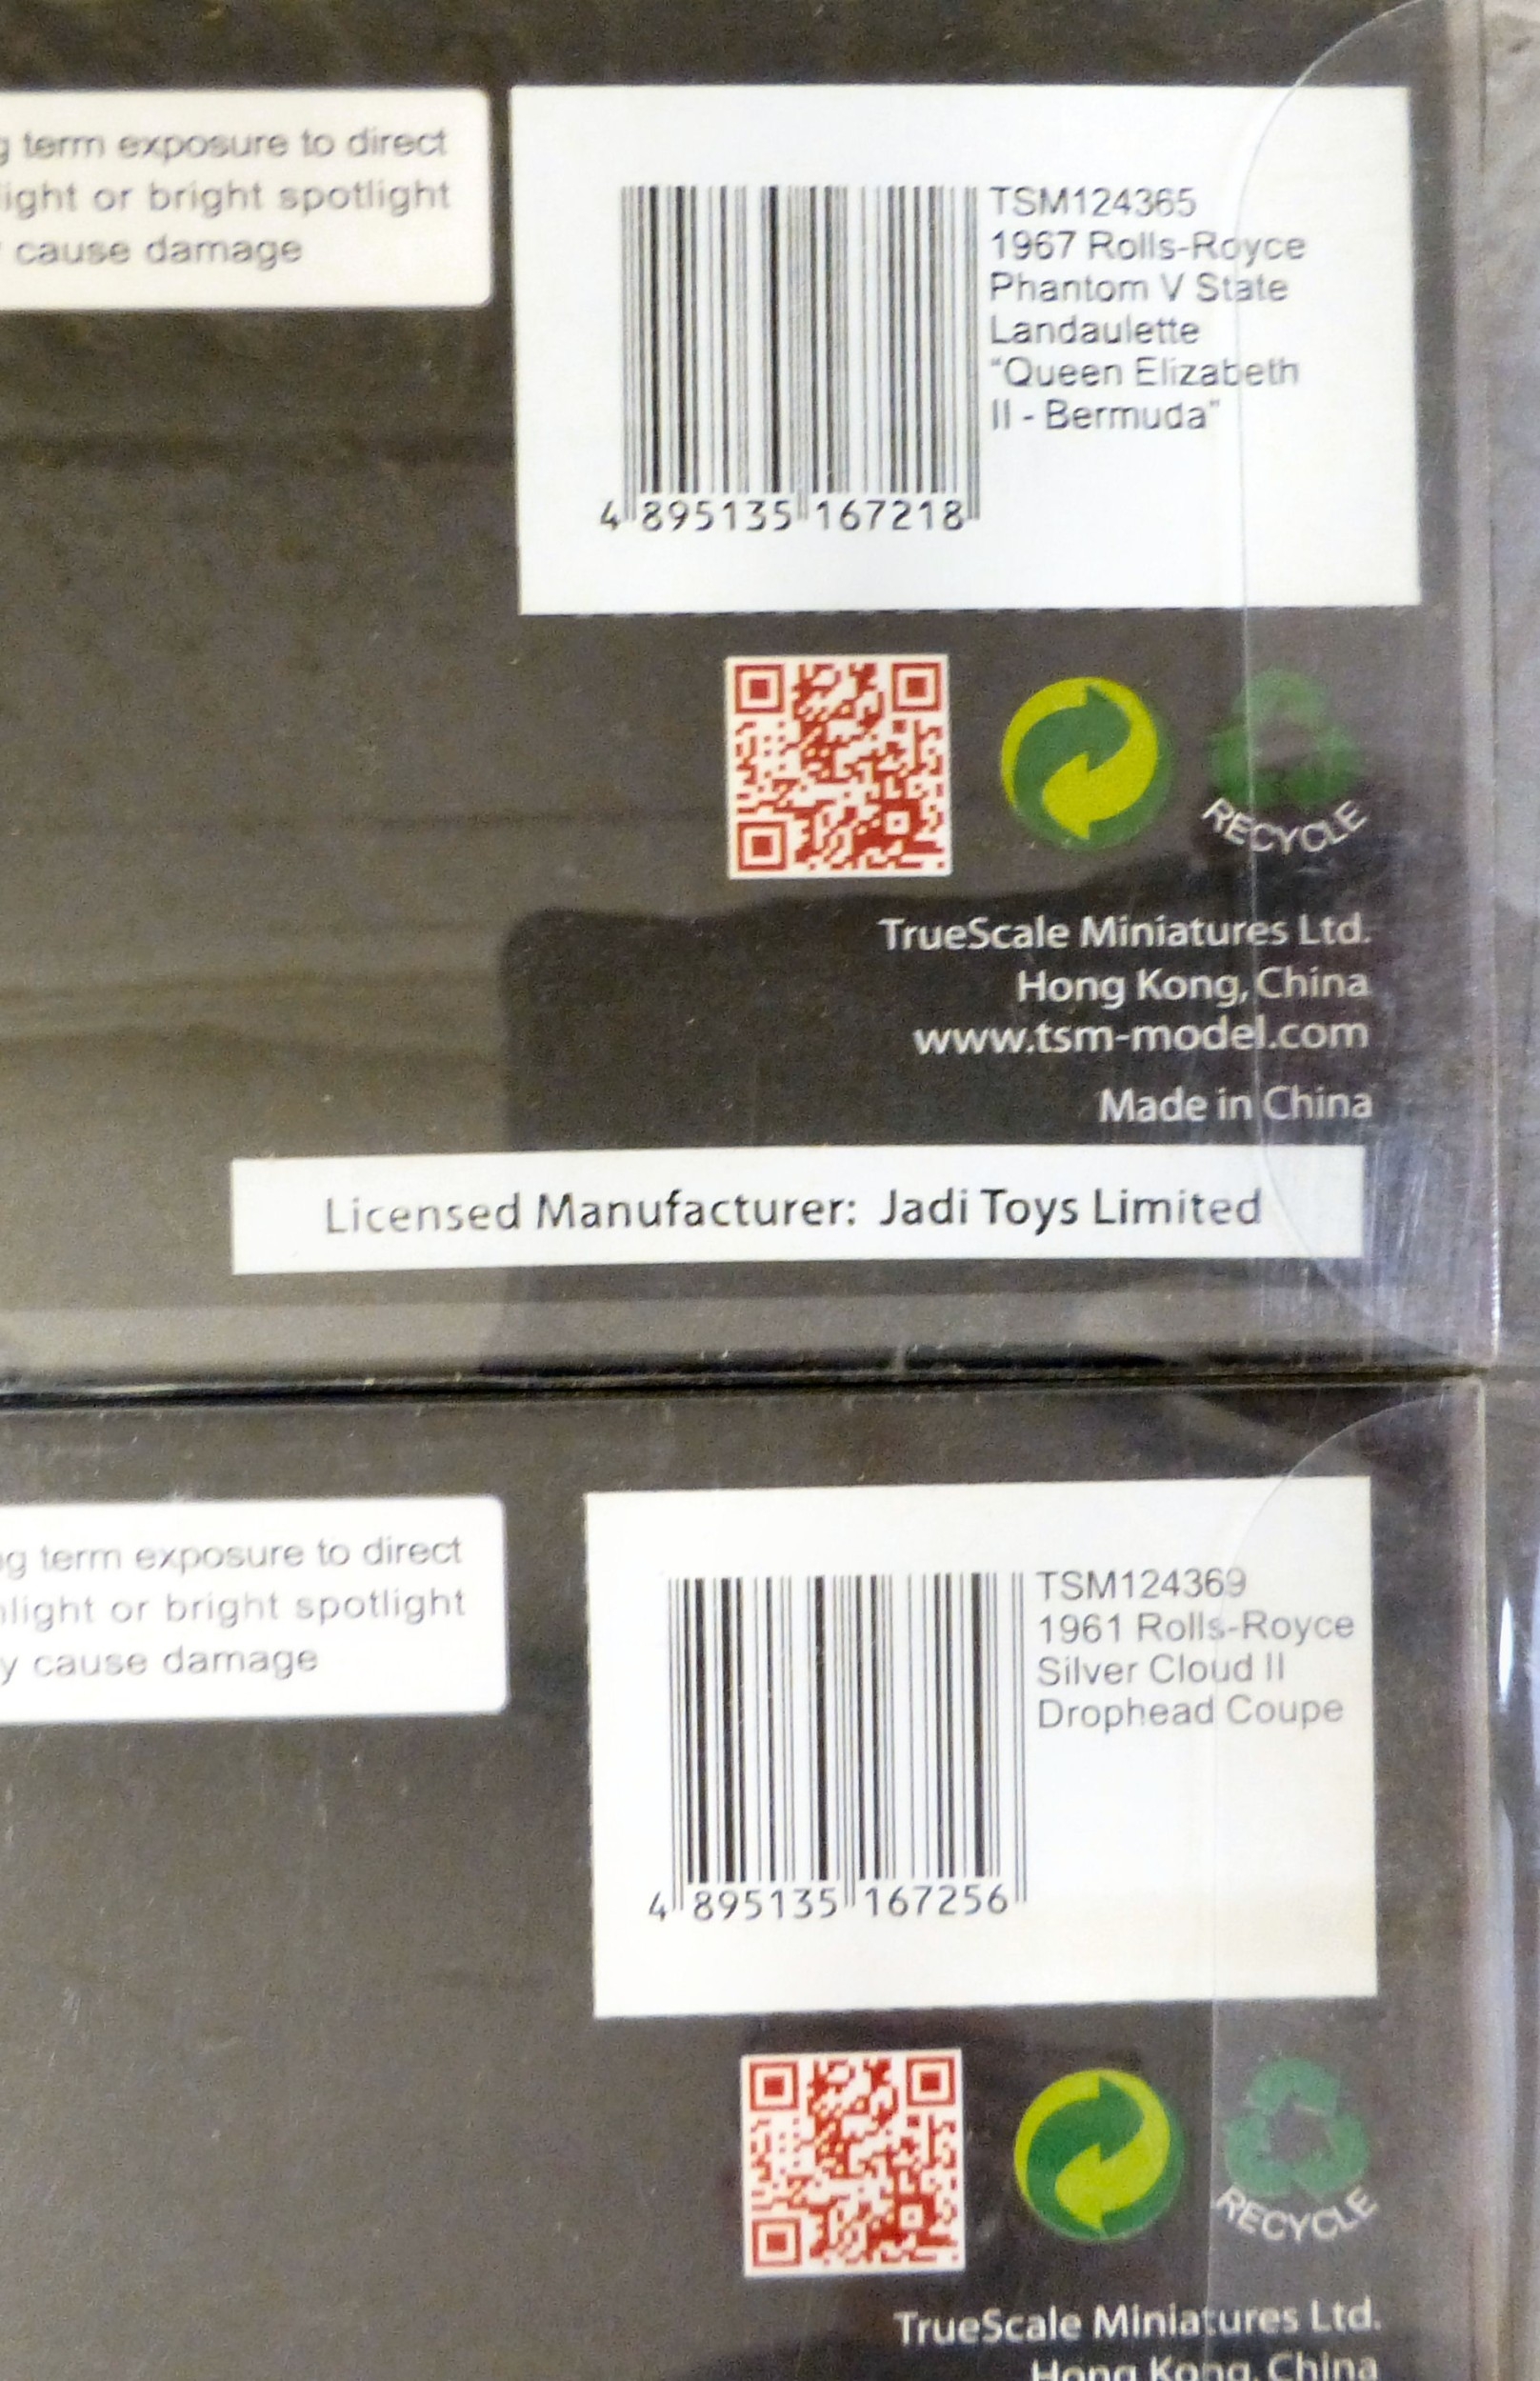 term exposure to direct
light or bright spotlight
cause damage
TSM124365
1967 Rolls-Royce
Phantom V State
Landaulette
"Queen Elizabeth
II - Bermuda"
4 895135 167218
RECYCLE
TrueScale Miniatures Ltd.
Hong Kong, China
www.tsm-model.com
Made in China
Licensed Manufacturer: Jadi Toys Limited
term exposure to direct
light or bright spotlight
cause damage
TSM124369
1961 Rolls-Royce
Silver Cloud II
Drophead Coupe
4 895135 167256
RECYCLE
TrueScale Miniatures Ltd.
Hong Kong, China